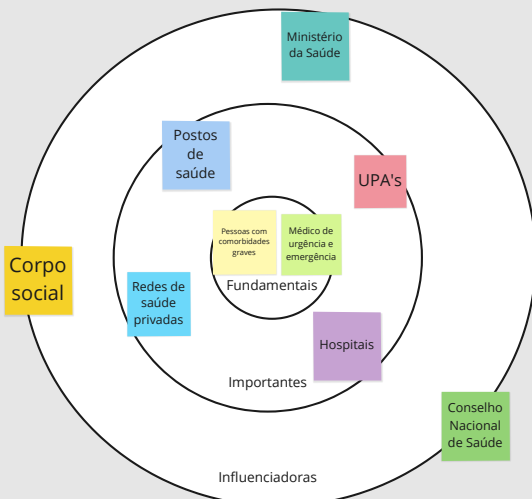 Ministério
da Saúde
Postos
de
saúde
UPA's
Pessoas com
comorbidades
graves
Médico de
urgência e
emergência
Fundamentais
Corpo
social
Redes de
saúde
privadas
Hospitais
Importantes
Conselho
Nacional
de Saúde
Influenciadoras